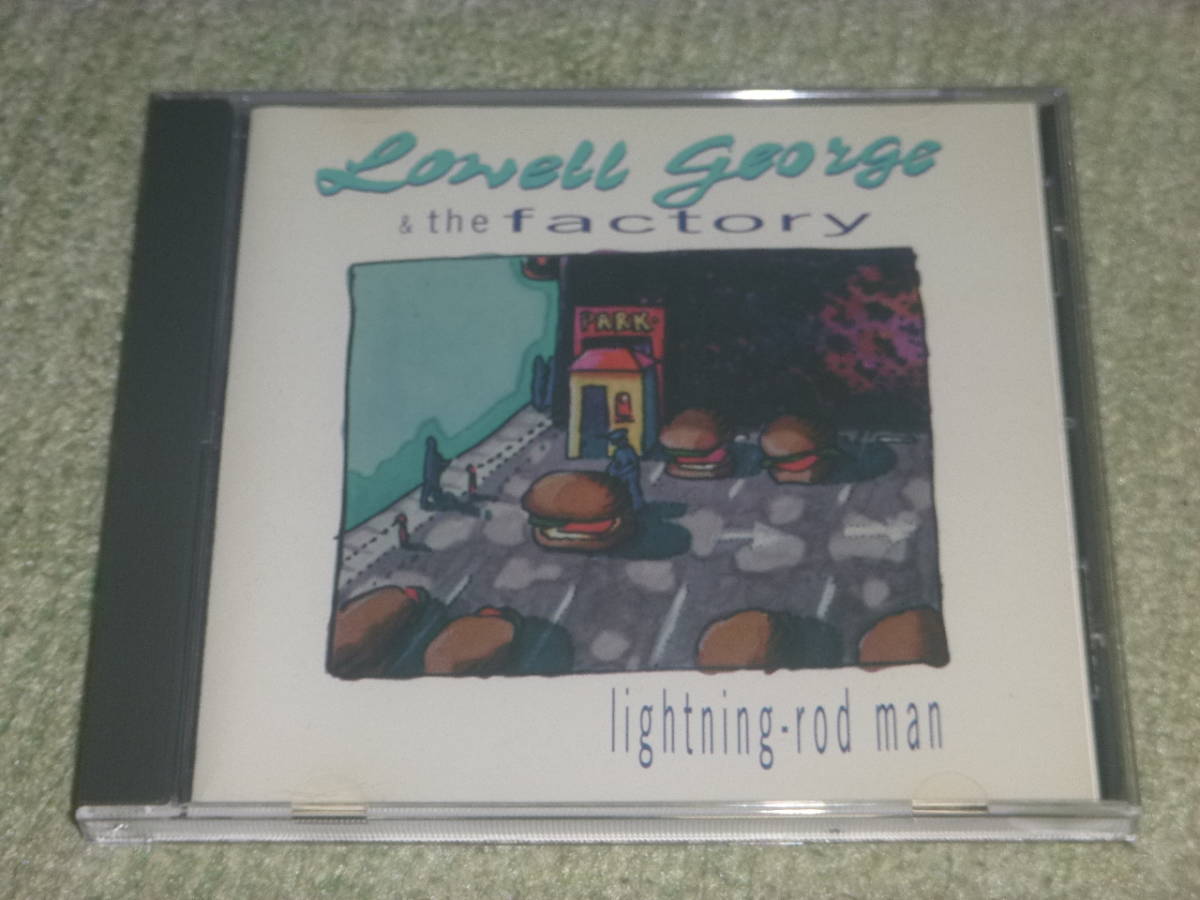 Lowell George
& the factory
PARK
lightning-rod man